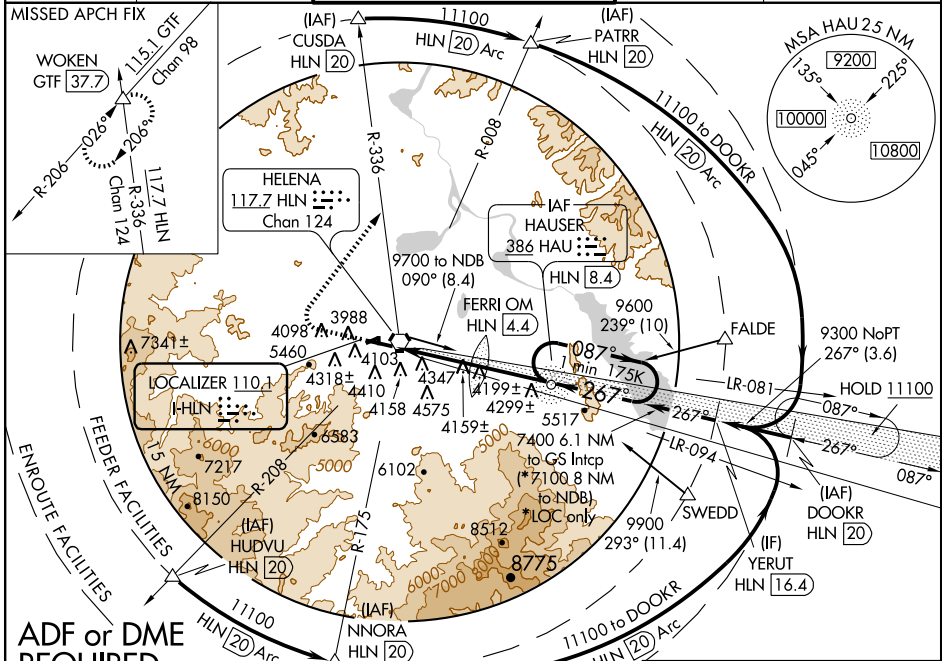 MISSED APCH FIX
WOKEN
GTF 37.7
115.1 GTF
Chan 98
026°
206°
R-206
117.7 HLN
R-336
Chan 124
(IAF)
CUSDA
HLN 20
11100
HLN 20 Arc
(IAF)
PATRR
HLN 20
11100 to DOOKR
HLN 20 Arc
MSA HAU 25 NM
9200
135°
225°
10000
045°
10800
R-336
R-008
HELENA
117.7 HLN
Chan 124
IAF
HAUSER
386 HAU
HLN 8.4
9700 to NDB
090° (8.4)
FERRI OM
HLN 4.4
9600
239° (10)
FALDE
9300 NoPT
267° (3.6)
7341±
4098
3988
5460
4103
4318±
4410
4158
4347
4575
4159±
4199±
4299±
087°
min 175K
267°
5517
LOCALIZER 110.1
I-HLN
LR-081
087°
HOLD 11100
267°
LR-094
267°
087°
7400 6.1 NM
to GS Intcp
(*7100 8 NM
to NDB)
*LOC only
6583
6000
5000
7217
15 NM
R-208
8150
6102
5000
R-175
8512
6000
7000
8000
8775
9900
293° (11.4)
SWEDD
(IAF)
DOOKR
HLN 20
(IF)
YERUT
HLN 16.4
ENROUTE FACILITIES
FEEDER FACILITIES
(IAF)
HUDVU
HLN 20
11100
HLN 20 Arc
(IAF)
NNORA
HLN 20
11100 to DOOKR
HLN 20 Arc
ADF or DME
REQUIRED